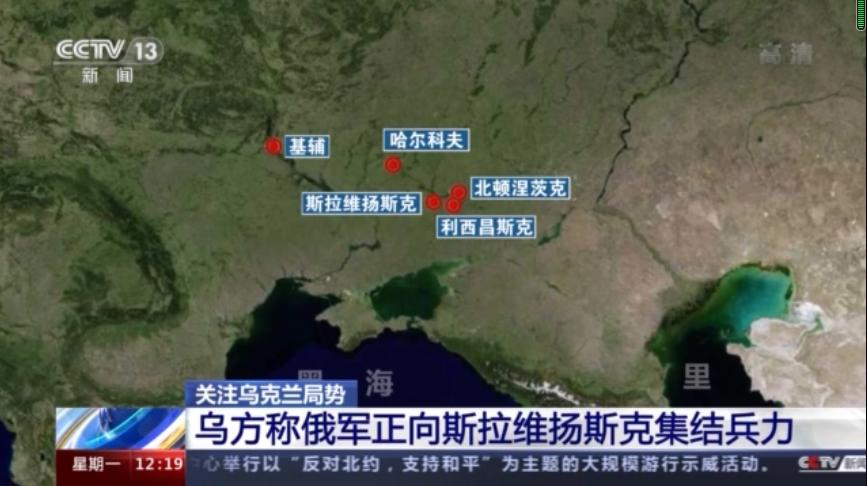 CCTV 13
高清
新闻
哈尔科夫
基辅
北顿涅茨克
斯拉维扬斯克
利西昌斯克
黑 海
里
关注乌克兰局势
乌方称俄军正向斯拉维扬斯克集结兵力
星期一 12:19 中心举行以“反对北约，支持和平”为主题的大规模游行示威活动。 CCTV 新闻